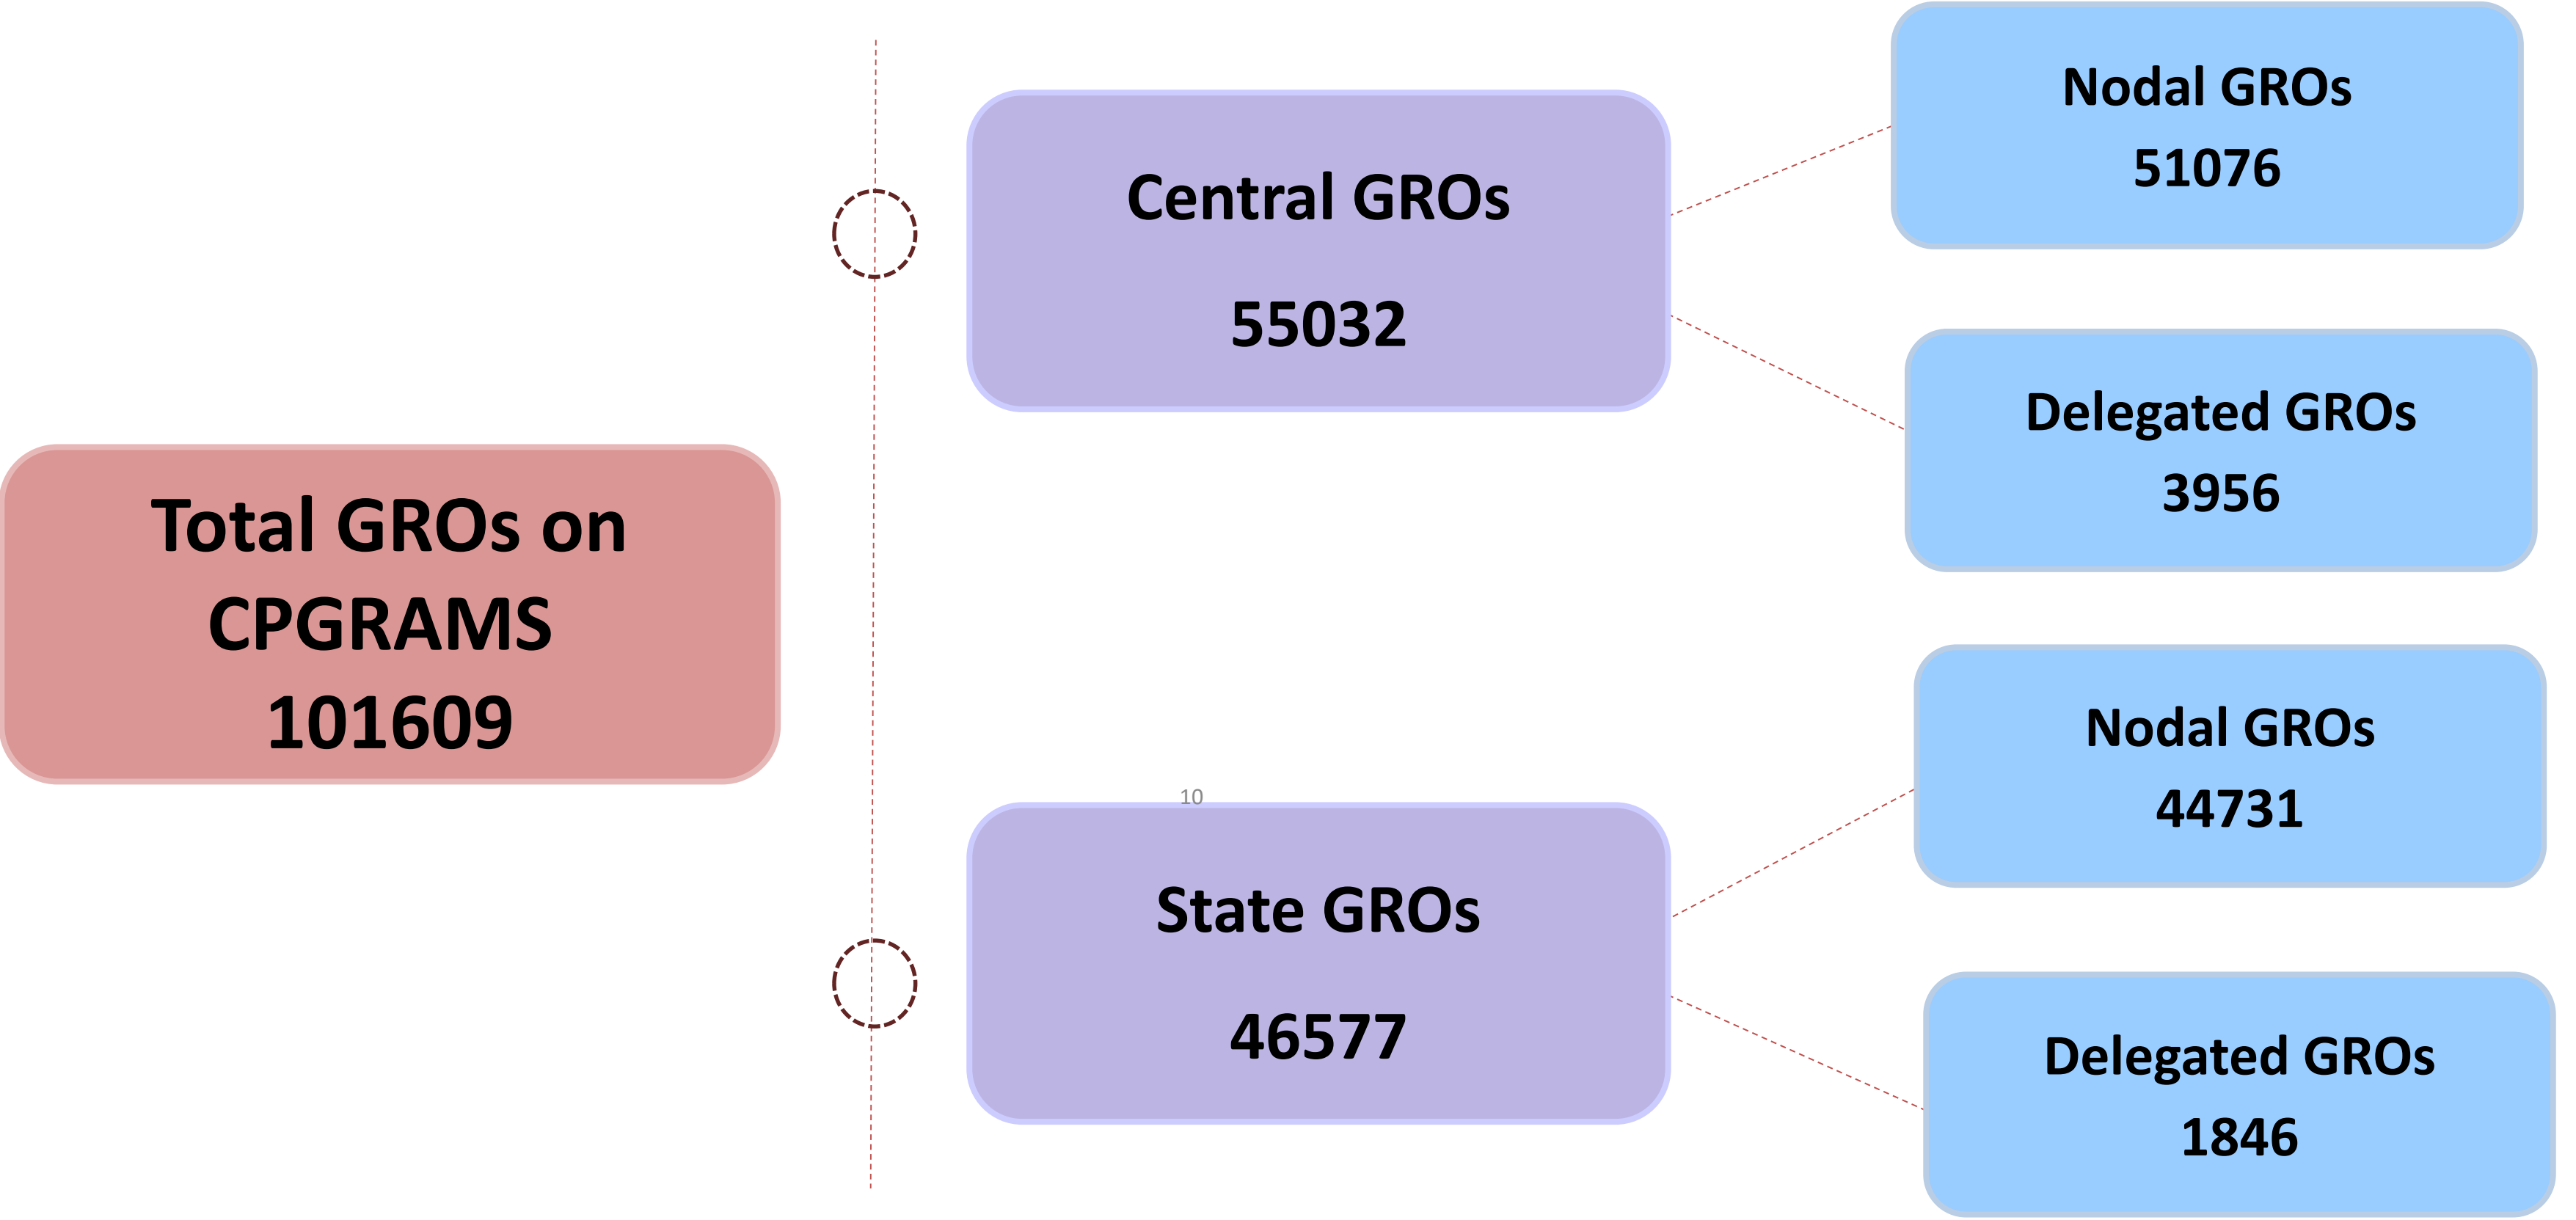 Total GROs on
CPGRAMS
101609
Central GROs
55032
Nodal GROs
51076
Delegated GROs
3956
10
State GROs
46577
Nodal GROs
44731
Delegated GROs
1846